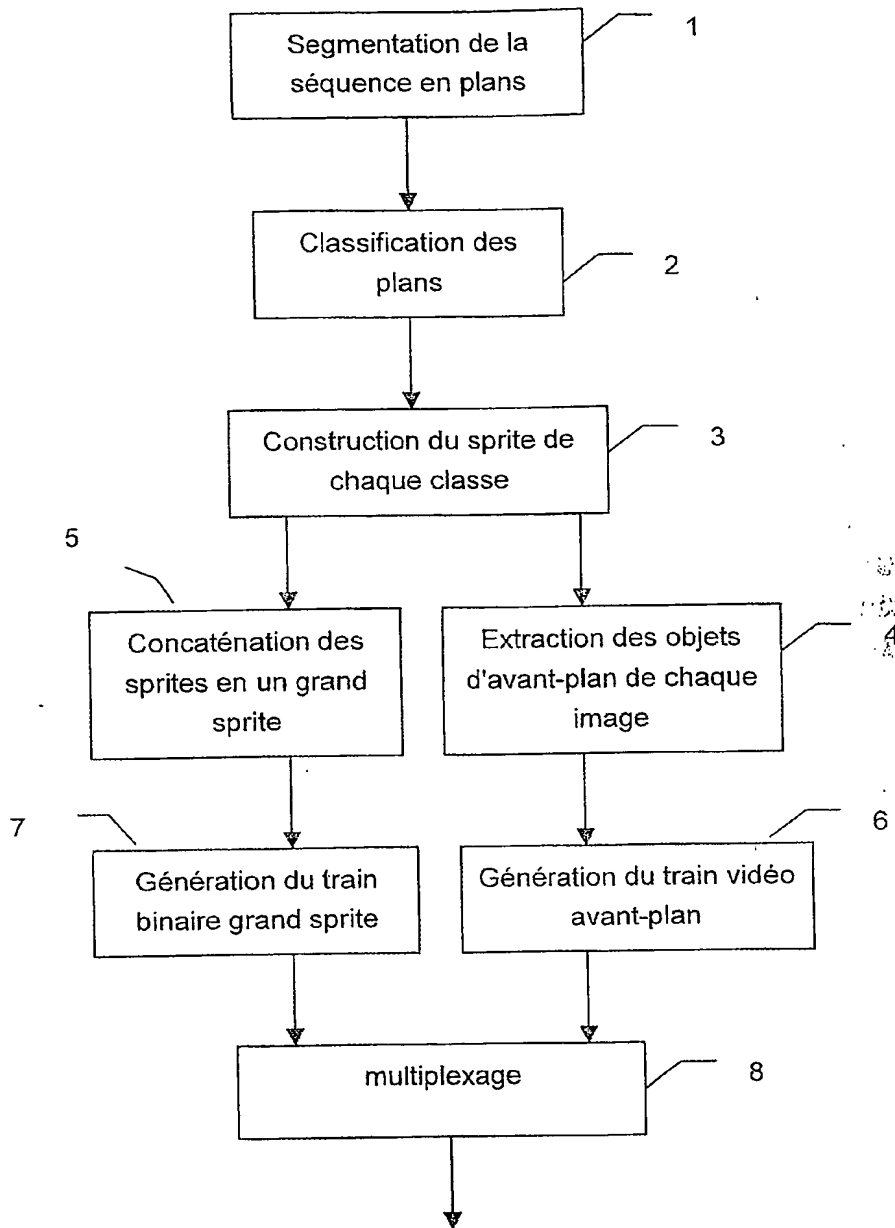 1
Segmentation de la
séquence en plans
Classification des
plans
2
Construction du sprite de
chaque classe
3
5
Concaténation des
sprites en un grand
sprite
Extraction des objets
d'avant-plan de chaque
image
4
7
Génération du train
binaire grand sprite
Génération du train vidéo
avant-plan
6
multiplexage
8